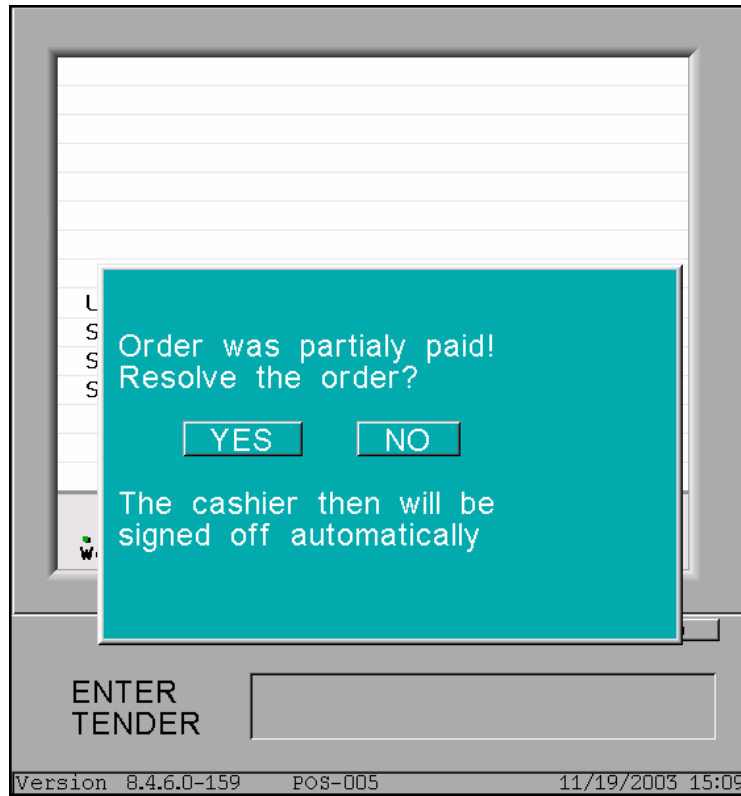 Order was partialy paid!
Resolve the order?
YES NO
The cashier then will be
signed off automatically
ENTER
TENDER
Version 8.4.6.0-159 POS-005 11/19/2003 15:09